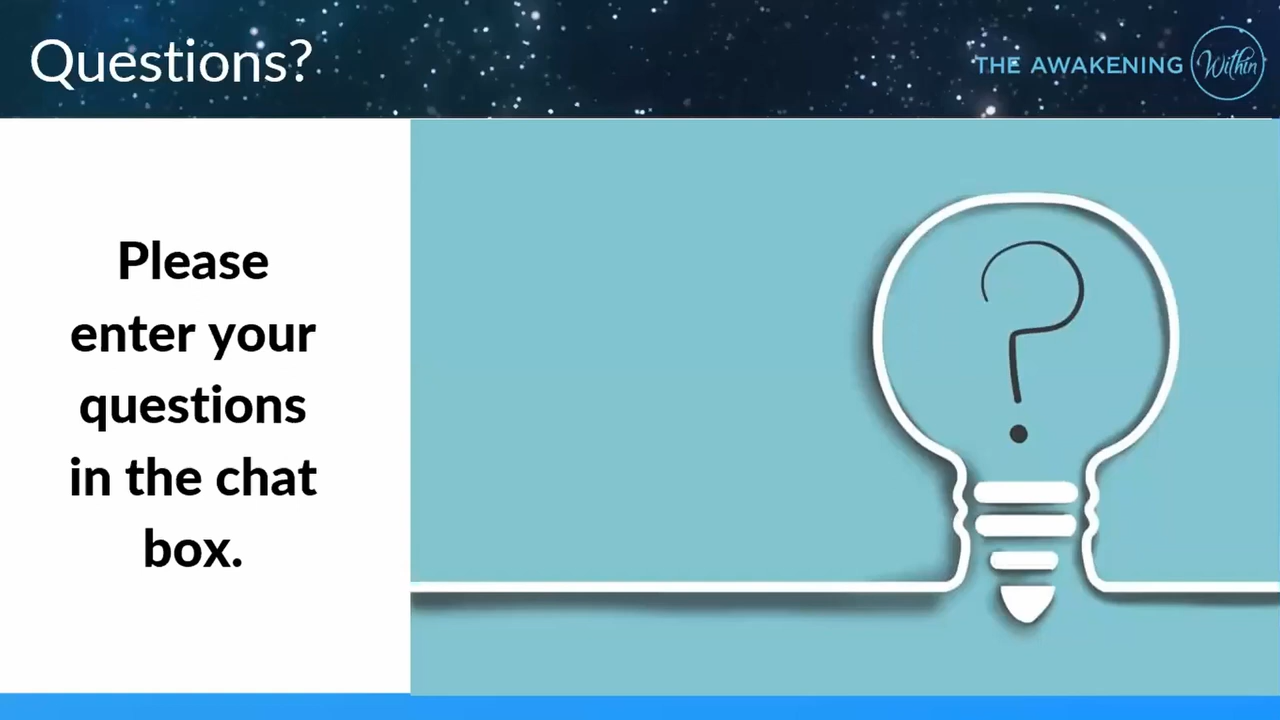 Questions?
THE AWAKENING Within
Please
enter your
questions
in the chat
box.
?